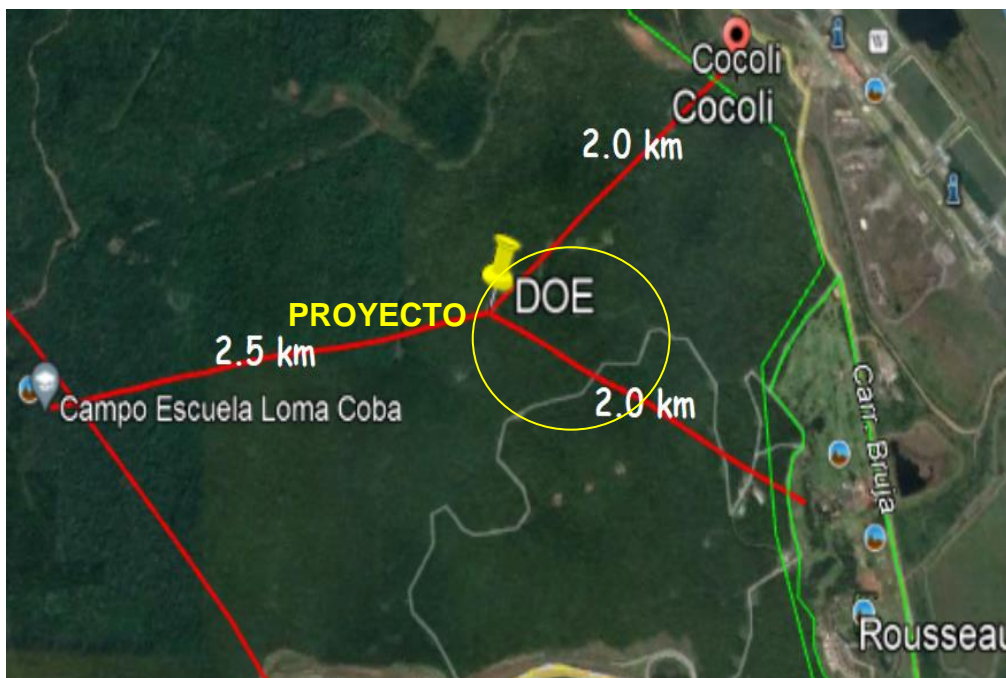 Cocoli
Cocoli
2.0 km
DOE
PROYECTO
2.5 km
Campo Escuela Loma Coba
2.0 km
Carr. Bruja
Rousseau
W